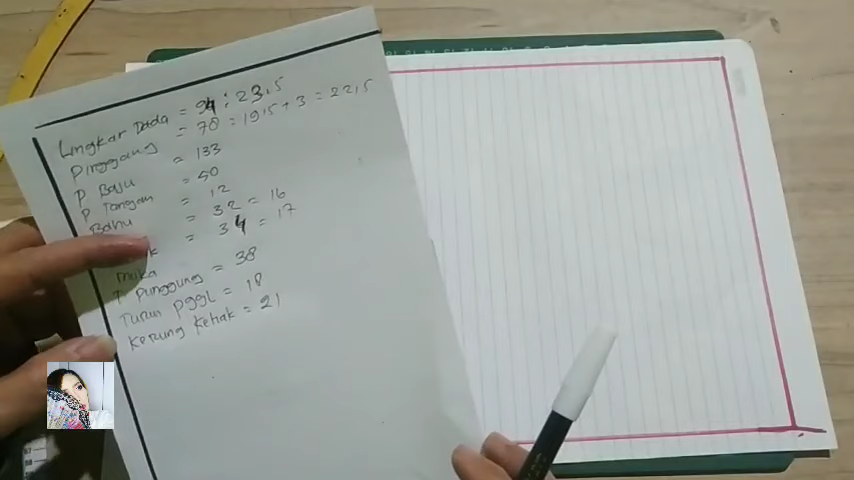 Lingkar Dada = 94 : 23,5
Pinggang = 78 : 19,5 + 3 = 22,5
P Baju = 133
P Tangan = 50
Bahu = 12
= 32 = 16
muka = 34 = 17
T Punggung = 38
Turun pggl = 18
Kerung Ketiak = 21